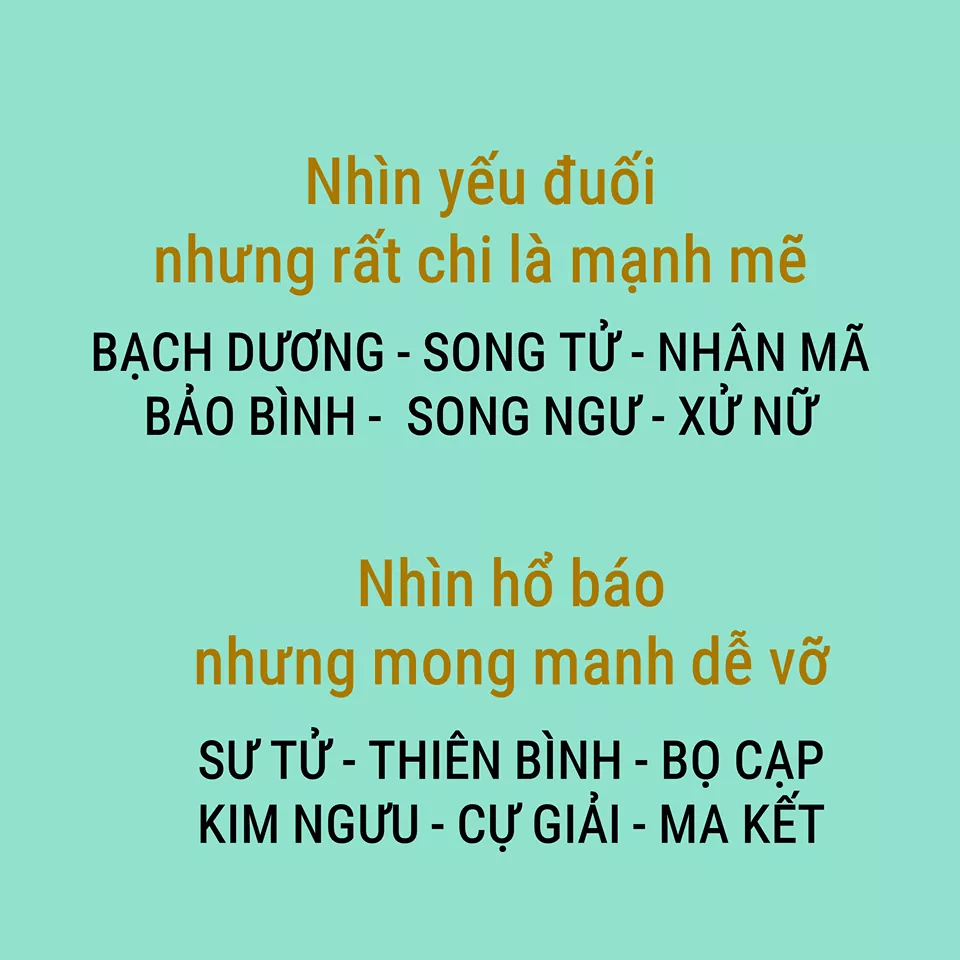 Nhìn yếu đuối
nhưng rất chi là mạnh mẽ
BẠCH DƯƠNG - SONG TỬ - NHÂN MÃ
BẢO BÌNH -  SONG NGƯ - XỬ NỮ
Nhìn hổ báo
nhưng mong manh dễ vỡ
SƯ TỬ - THIÊN BÌNH - BỌ CẠP
KIM NGƯU - CỰ GIẢI - MA KẾT